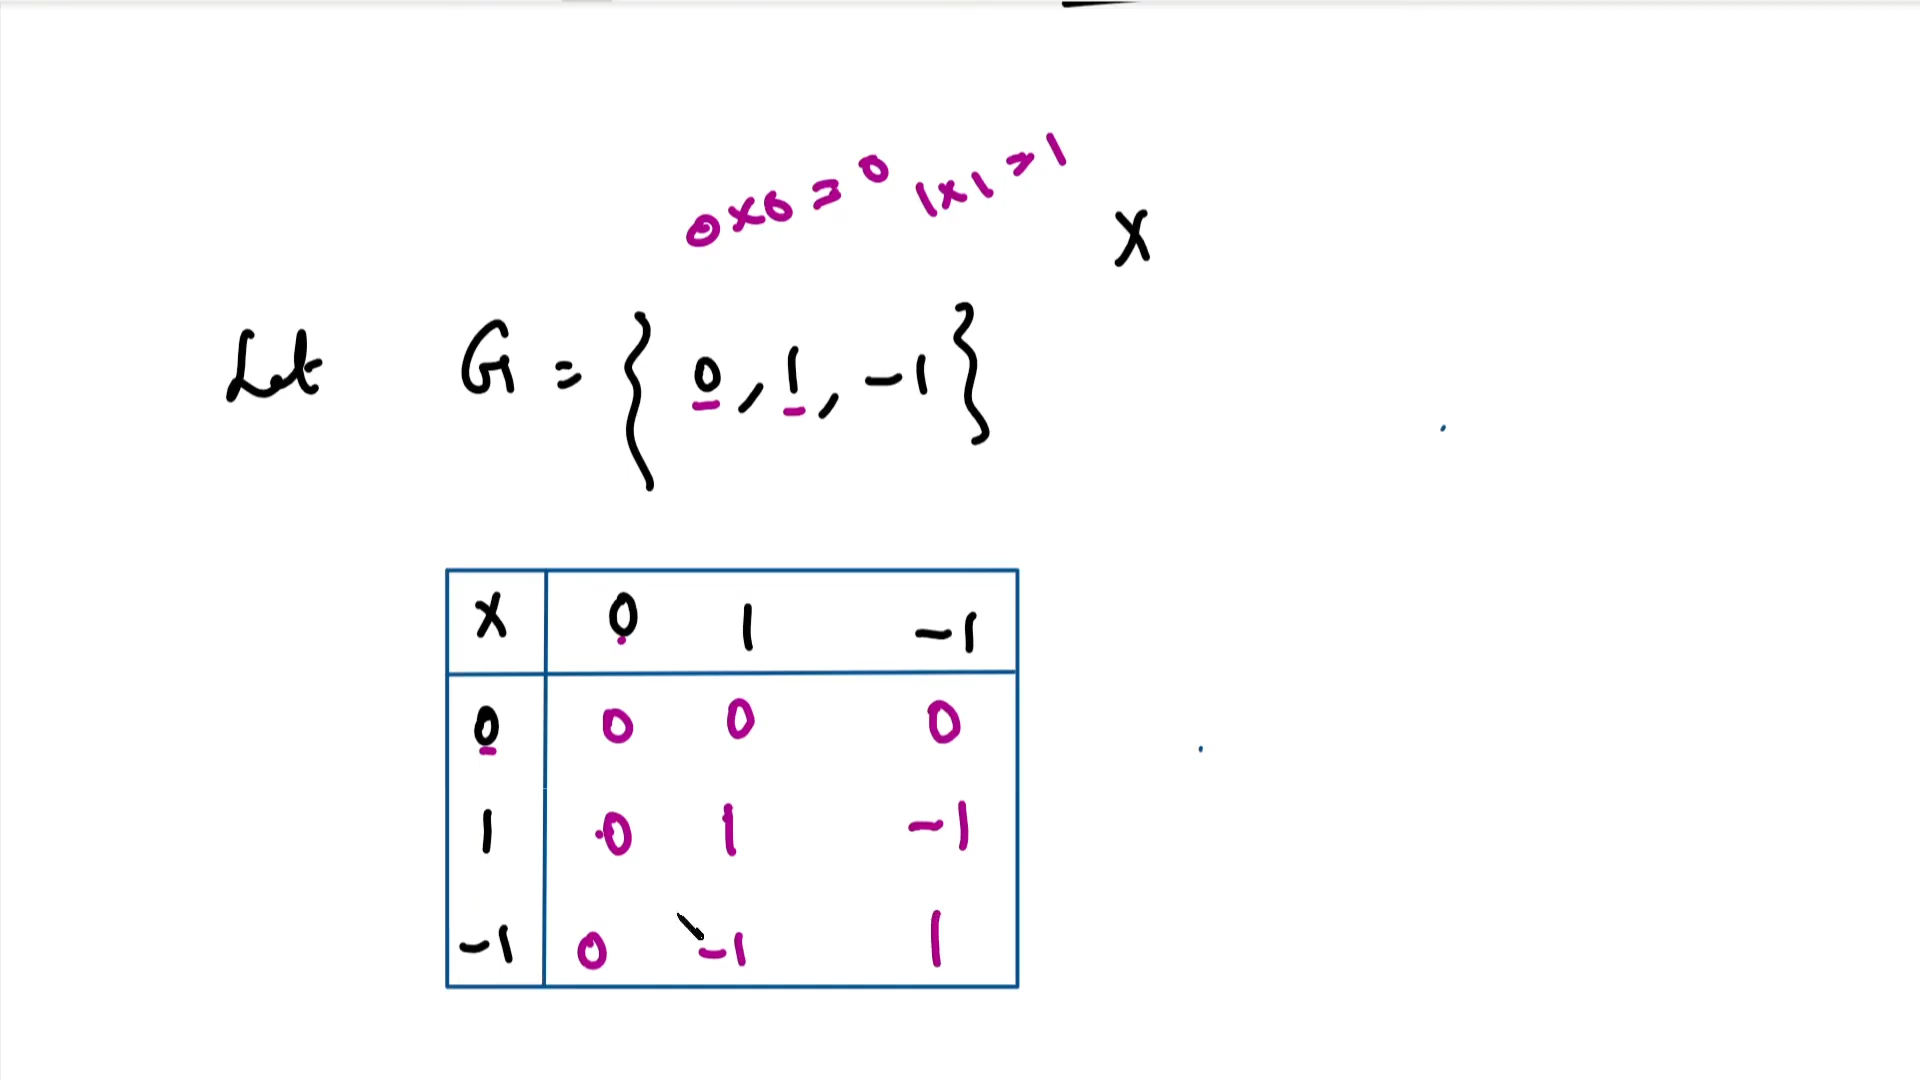 0 × 0 = 0 1 × 1 = 1
×
Let G = { 0, 1, -1 }
× 0 1 -1
0 0 0 0
1 0 1 -1
-1 0 -1 1